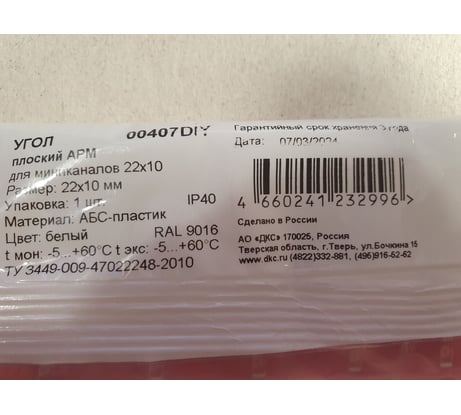 УГОЛ 00407DIY
плоский APM
для миниканалов 22x10
Размер: 22x10 мм
Упаковка: 1 шт. IP40
Материал: АБС-пластик
Цвет: белый RAL 9016
t мон: -5...+60°C t экс: -5...+60°C
ТУ 3449-009-47022248-2010
Гарантийный срок хранения 3 года
Дата: 07/03/2024
4 660241 232996 >
Сделано в России
АО «ДКС» 170025, Россия
Тверская область, г.Тверь, ул.Бочкина 15
www.dkc.ru (4822)332-881, (495)916-52-62